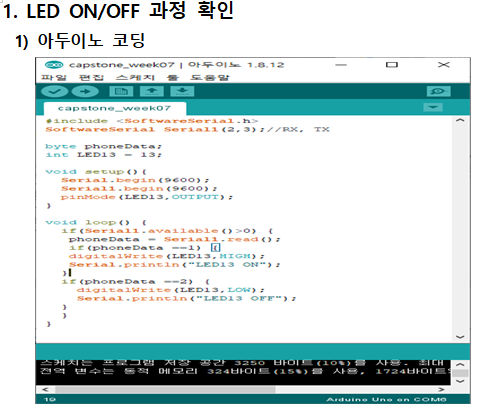 1. LED ON/OFF 과정 확인
1) 아두이노 코딩
capstone_week07 | 아두이노 1.8.12
파일 편집 스케치 툴 도움말
capstone_week07
#include <SoftwareSerial.h>
SoftwareSerial Serial1(2,3);//RX, TX
byte phoneData;
int LED13 = 13;
void setup(){
Serial.begin(9600);
Serial1.begin(9600);
pinMode(LED13,OUTPUT);
}
void loop() {
if(Serial1.available()>0) {
phoneData = Serial1.read();
if(phoneData ==1) {
digitalWrite(LED13,HIGH);
Serial.println("LED13 ON");
}
if(phoneData ==2) {
digitalWrite(LED13,LOW);
Serial.println("LED13 OFF");
}
}
}
스케치는 프로그램 저장 공간 3250 바이트(10%)를 사용. 최대
전역 변수는 동적 메모리 324바이트(15%)를 사용, 1724바이트의
19
Arduino Uno on COM6